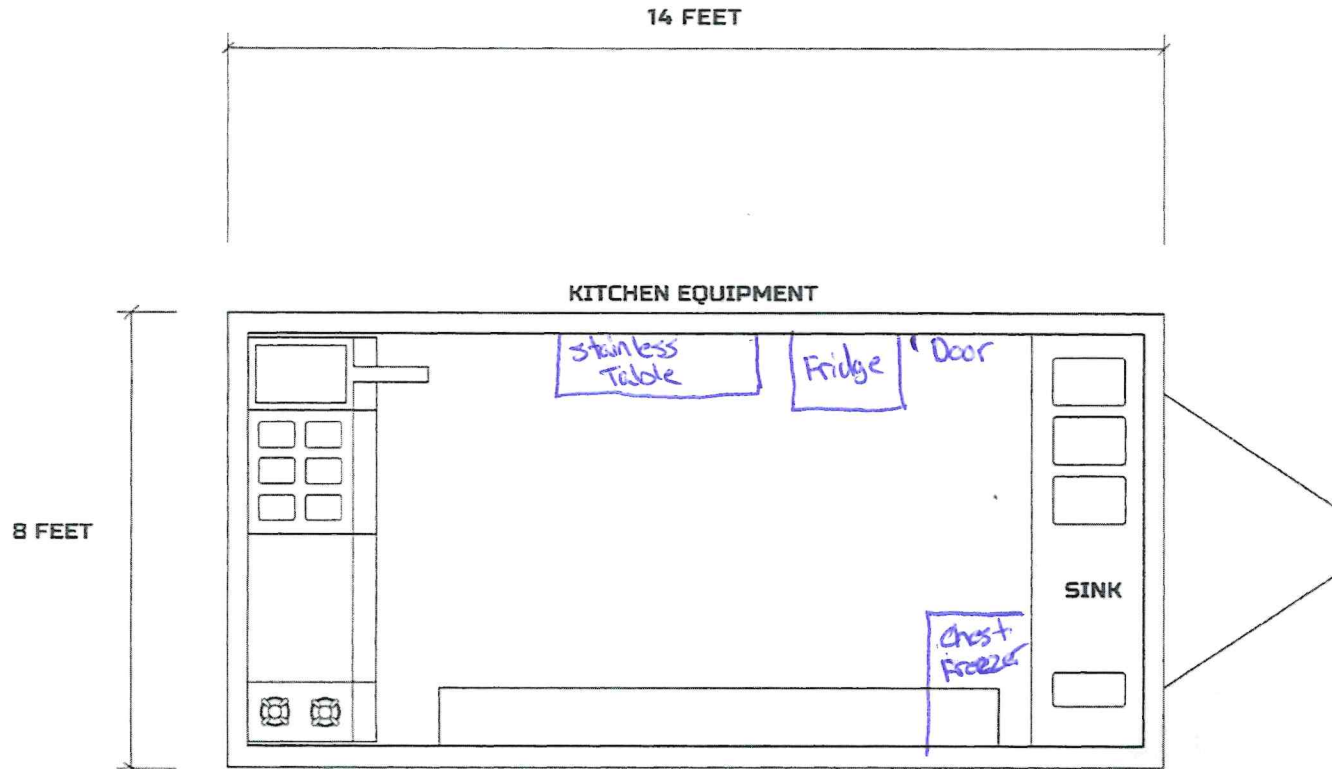 14 FEET
KITCHEN EQUIPMENT
stainless
Table
Fridge
Door
8 FEET
SINK
Chest
Freezer